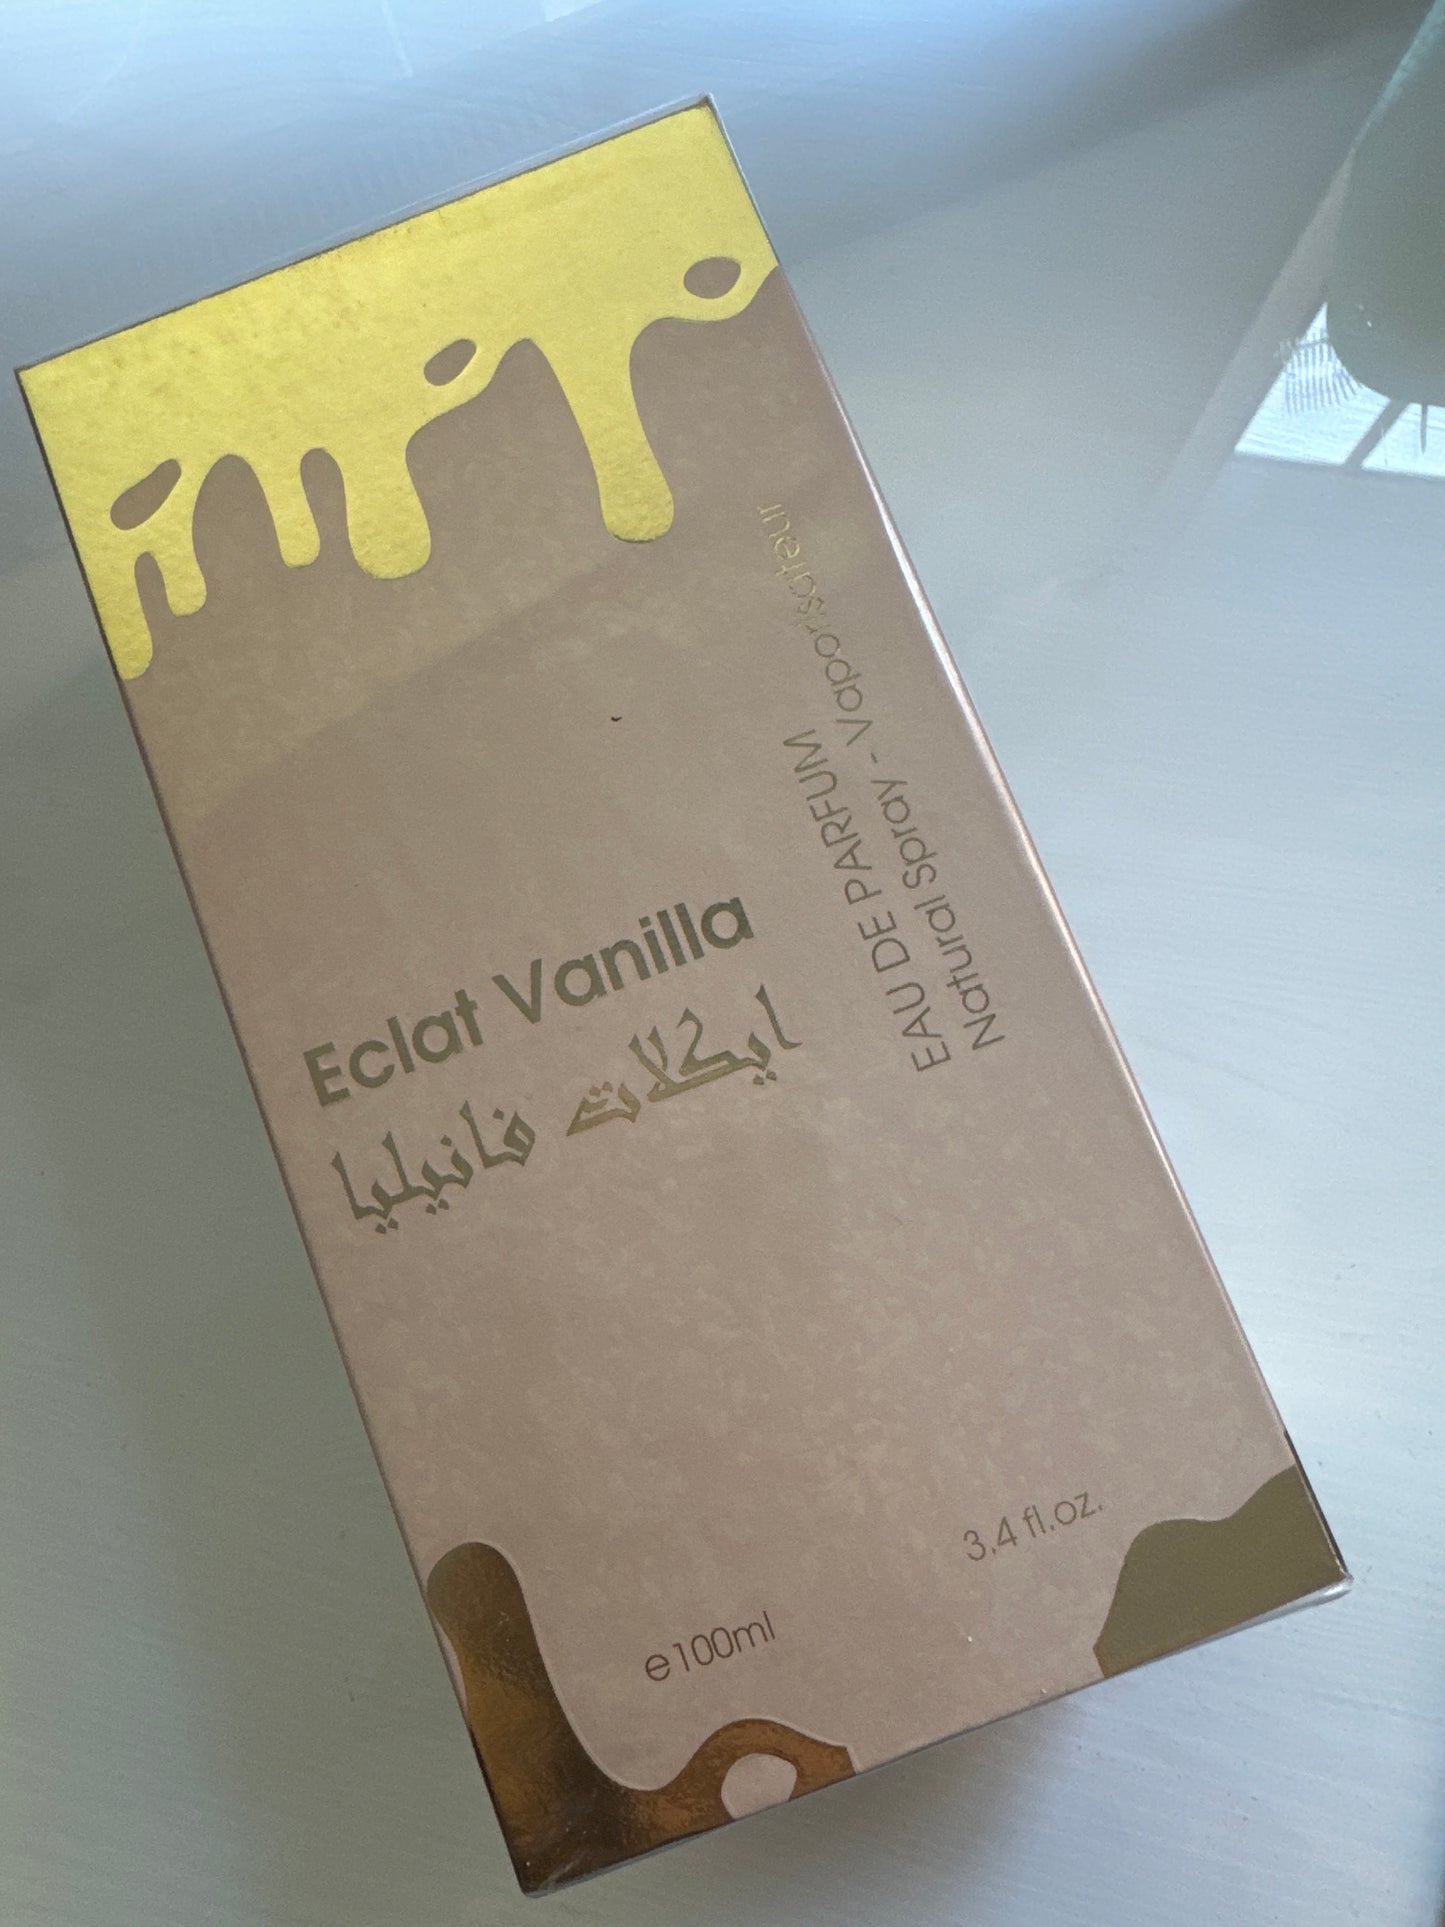 Eclat Vanilla
ايكلات فانيليا
EAU DE PARFUM
Natural Spray - Vaporisateur
e100ml
3.4 fl.oz.